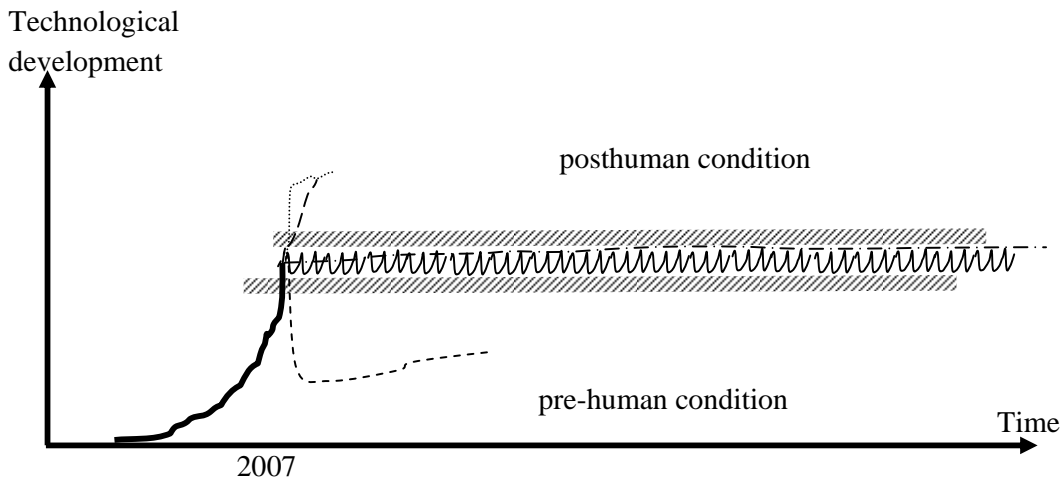 Technological
development
posthuman condition
pre-human condition
Time
2007